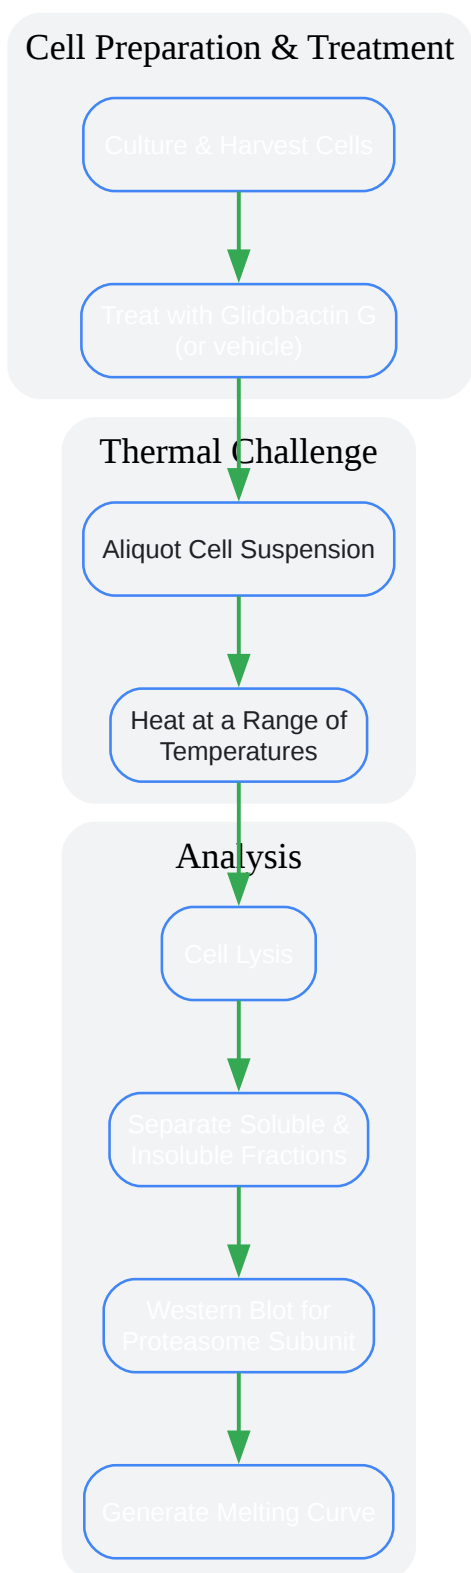 Cell Preparation & Treatment
Culture & Harvest Cells
Treat with Glidobactin G
(or vehicle)
Thermal Challenge
Aliquot Cell Suspension
Heat at a Range of
Temperatures
Analysis
Cell Lysis
Separate Soluble &
Insoluble Fractions
Western Blot for
Proteasome Subunit
Generate Melting Curve